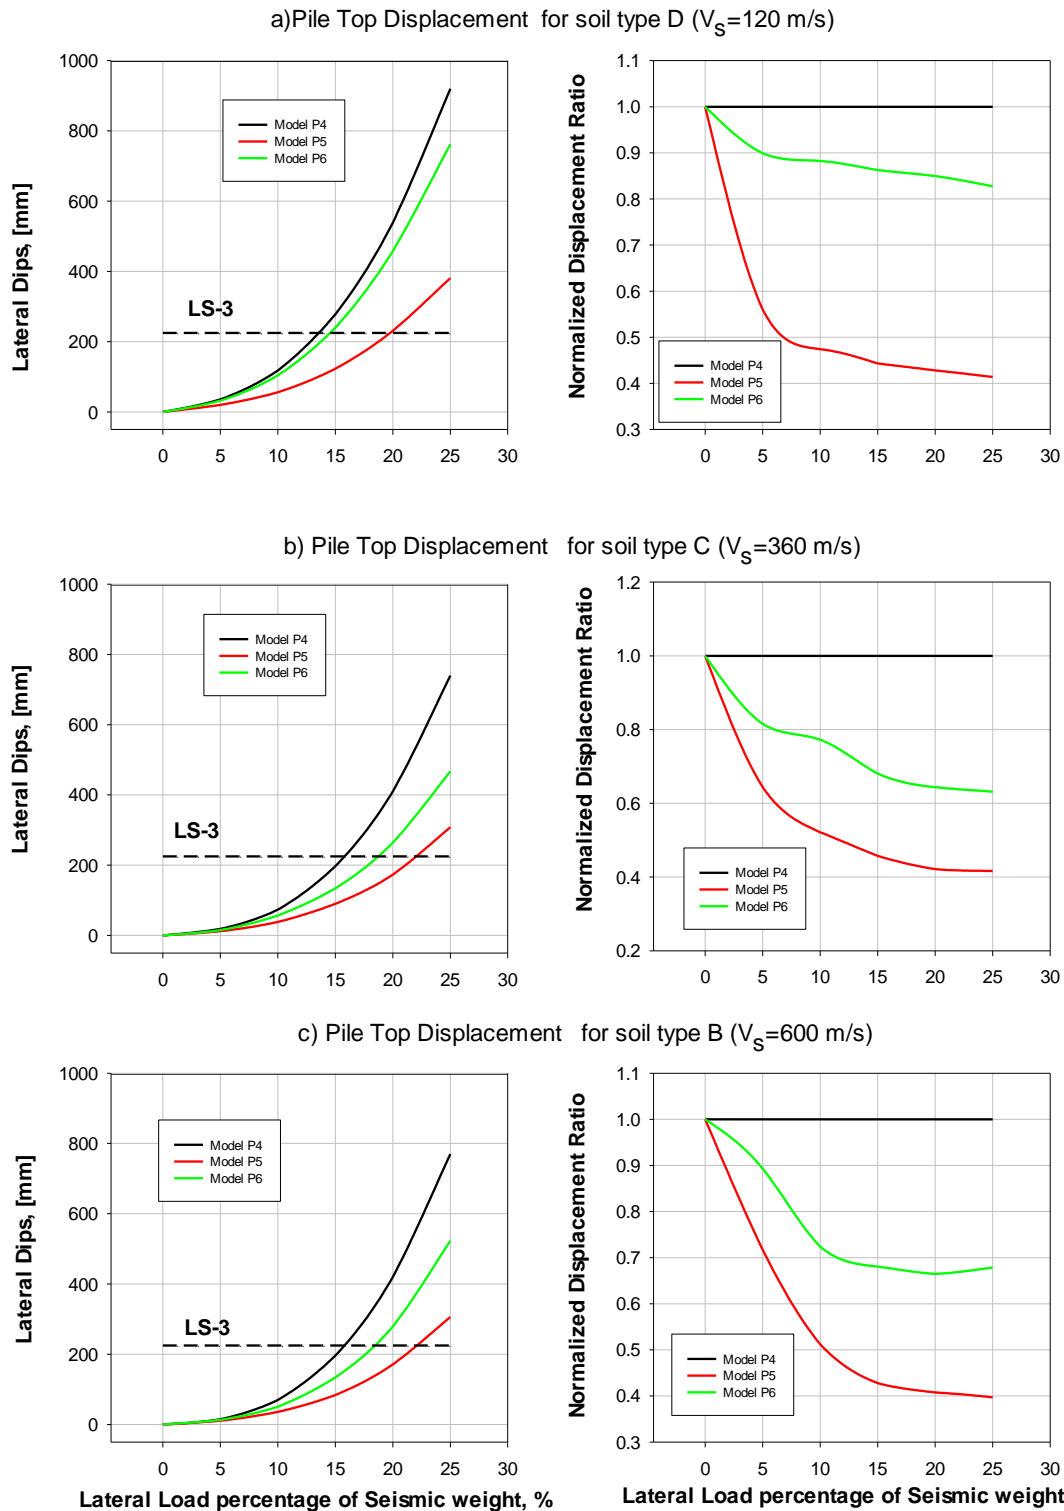 a)Pile Top Displacement for soil type D (VS=120 m/s)
Lateral Dips, [mm]
1000
800
600
400
200
0
Model P4
Model P5
Model P6
LS-3
0 5 10 15 20 25 30
Normalized Displacement Ratio
1.1
1.0
0.9
0.8
0.7
0.6
0.5
0.4
0.3
Model P4
Model P5
Model P6
0 5 10 15 20 25 30
b) Pile Top Displacement for soil type C (VS=360 m/s)
Lateral Dips, [mm]
1000
800
600
400
200
0
Model P4
Model P5
Model P6
LS-3
0 5 10 15 20 25 30
Normalized Displacement Ratio
1.2
1.0
0.8
0.6
0.4
0.2
Model P4
Model P5
Model P6
0 5 10 15 20 25 30
c) Pile Top Displacement for soil type B (VS=600 m/s)
Lateral Dips, [mm]
1000
800
600
400
200
0
Model P4
Model P5
Model P6
LS-3
0 5 10 15 20 25 30
Lateral Load percentage of Seismic weight, %
Normalized Displacement Ratio
1.1
1.0
0.9
0.8
0.7
0.6
0.5
0.4
0.3
Model P4
Model P5
Model P6
0 5 10 15 20 25 30
Lateral Load percentage of Seismic weight